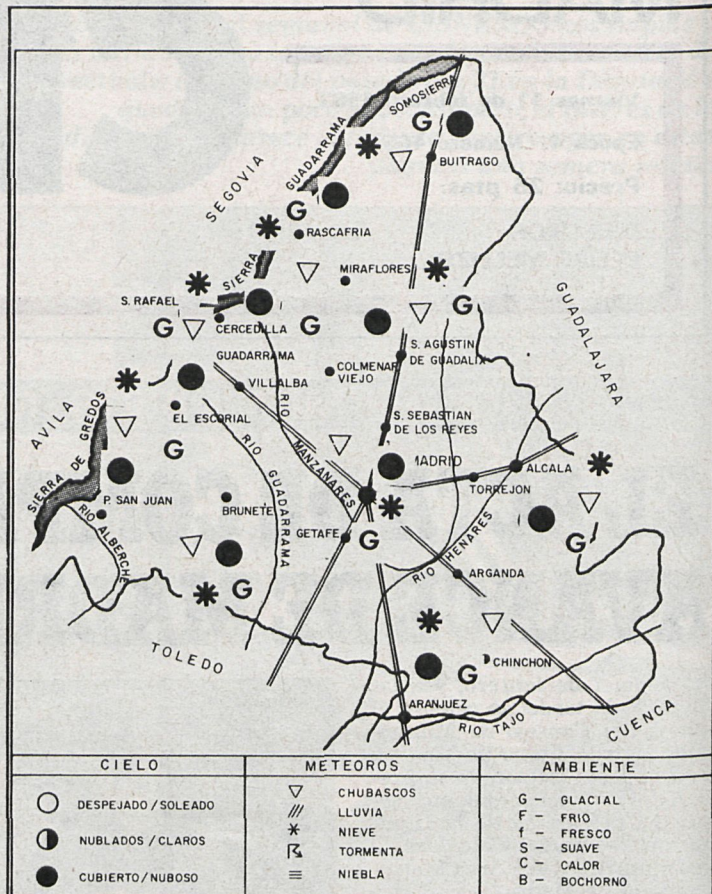 SOMOSIERRA
G
BUITRAGO
GUADARRAMA
SEGOVIA
G
RASCAFRIA
SIERRA
MIRAFLORES
S. RAFAEL
G
CERCEDILLA
G
G
GUADALAJARA
S. AGUSTIN
DE GUADALIX
GUADARRAMA
COLMENAR
VIEJO
VILLALBA
AVILA
EL ESCORIAL
RIO
MANZANARES
S. SEBASTIAN
DE LOS REYES
SIERRA DE GREDOS
G
RIO
GUADARRAMA
MADRID
ALCALA
TORREJON
P. SAN JUAN
BRUNETE
RIO ALBERCHE
GETAFE
G
G
RIO HENARES
ARGANDA
G
TOLEDO
G
CHINCHON
ARANJUEZ
RIO TAJO
CUENCA
CIELO
DESPEJADO / SOLEADO
NUBLADOS / CLAROS
CUBIERTO/NUBOSO
METEOROS
CHUBASCOS
LLUVIA
NIEVE
TORMENTA
NIEBLA
AMBIENTE
G - GLACIAL
F - FRIO
f - FRESCO
S - SUAVE
C - CALOR
B - BOCHORNO